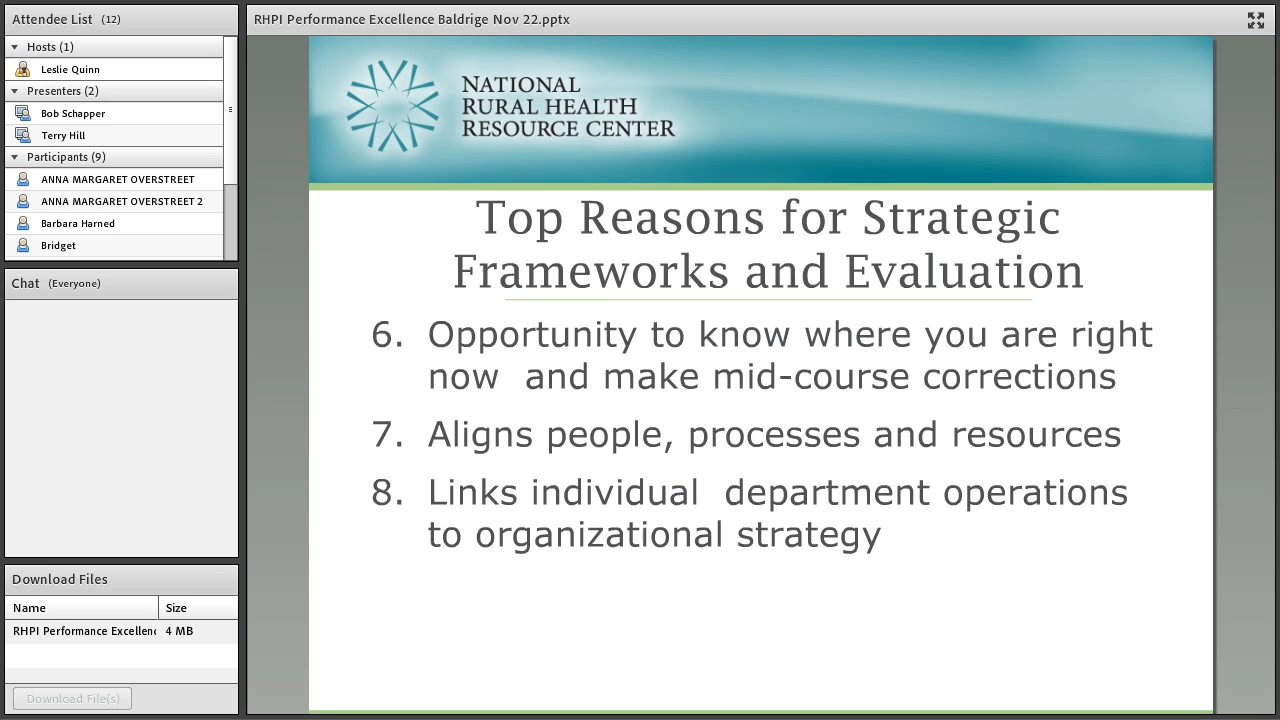 Attendee List (12)
Hosts (1)
Leslie Quinn
Presenters (2)
Bob Schapper
Terry Hill
Participants (9)
ANNA MARGARET OVERSTREET
ANNA MARGARET OVERSTREET 2
Barbara Harned
Bridget
Chat (Everyone)
Download Files
Name Size
RHPI Performance Excellenc 4 MB
Download File(s)
RHPI Performance Excellence Baldrige Nov 22.pptx
NATIONAL
RURAL HEALTH
RESOURCE CENTER
Top Reasons for Strategic
Frameworks and Evaluation
6. Opportunity to know where you are right
now and make mid-course corrections
7. Aligns people, processes and resources
8. Links individual department operations
to organizational strategy